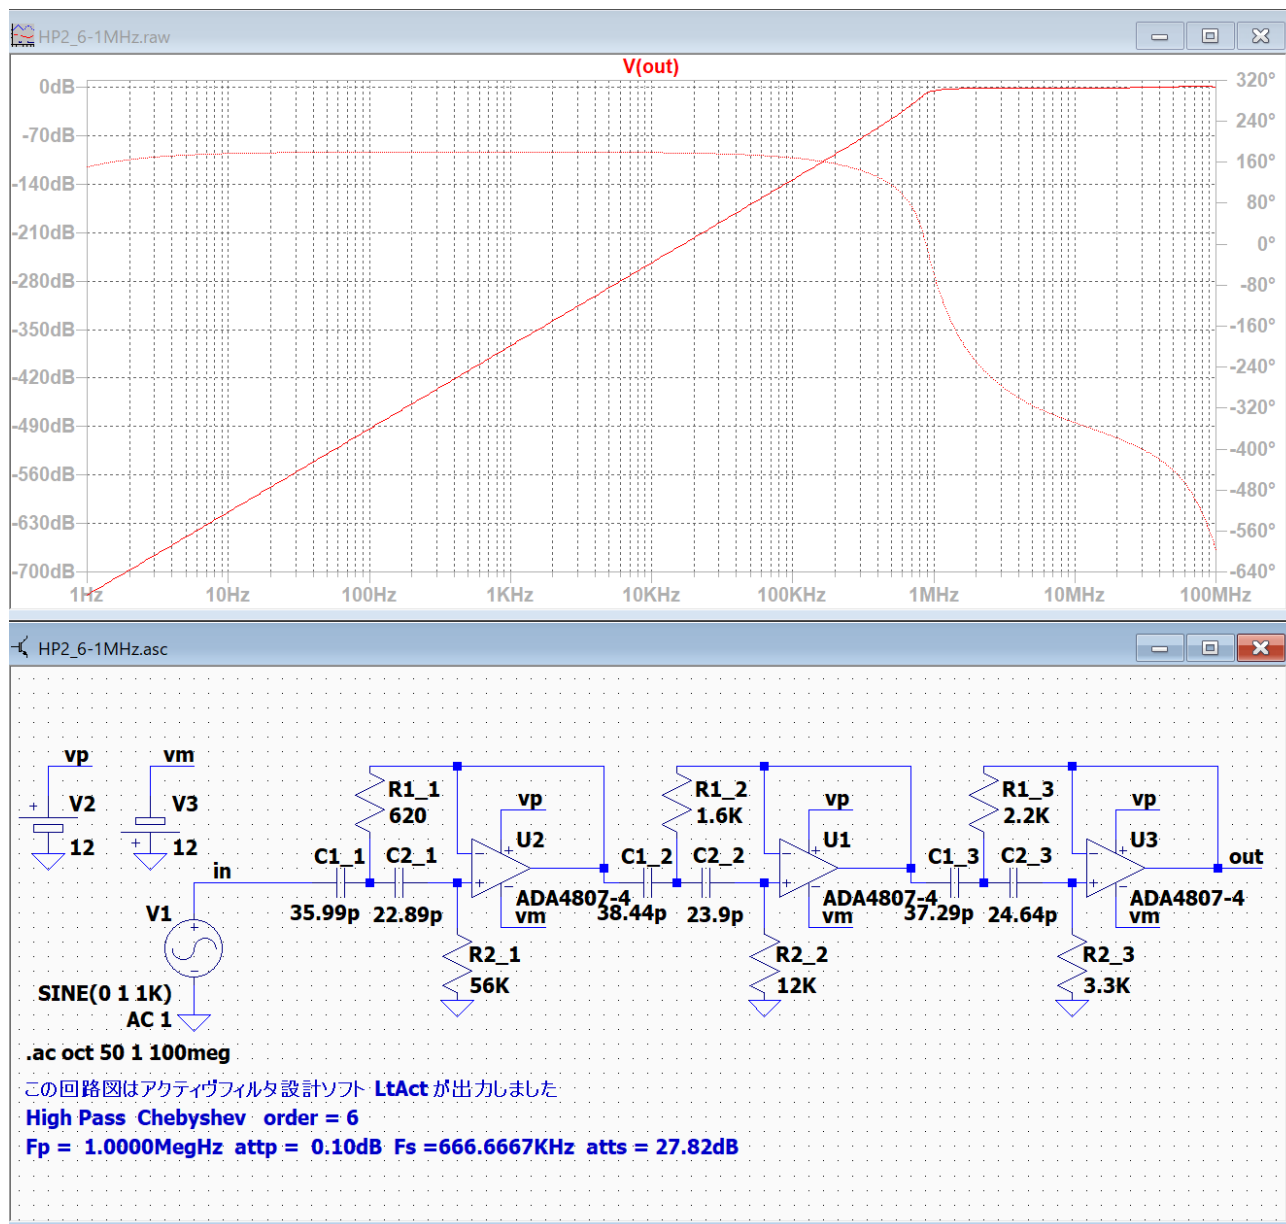 HP2_6-1MHz.raw
V(out)
0dB
-70dB
-140dB
-210dB
-280dB
-350dB
-420dB
-490dB
-560dB
-630dB
-700dB
320°
240°
160°
80°
0°
-80°
-160°
-240°
-320°
-400°
-480°
-560°
-640°
1Hz 10Hz 100Hz 1KHz 10KHz 100KHz 1MHz 10MHz 100MHz
HP2_6-1MHz.asc
vp vm
V2 V3
12 12
in
V1
SINE(0 1 1K)
AC 1
R1_1
620
vp
U2
C1_1 C2_1
35.99p 22.89p
ADA4807-4
vm
R2_1
56K
R1_2
1.6K
vp
U1
C1_2 C2_2
38.44p 23.9p
ADA4807-4
vm
R2_2
12K
R1_3
2.2K
vp
U3
C1_3 C2_3
37.29p 24.64p
ADA4807-4
vm
R2_3
3.3K
out
.ac oct 50 1 100meg
この回路図はアクティヴフィルタ設計ソフト LtAct が出力しました
High Pass Chebyshev order = 6
Fp = 1.0000MegHz attp = 0.10dB Fs =666.6667KHz atts = 27.82dB